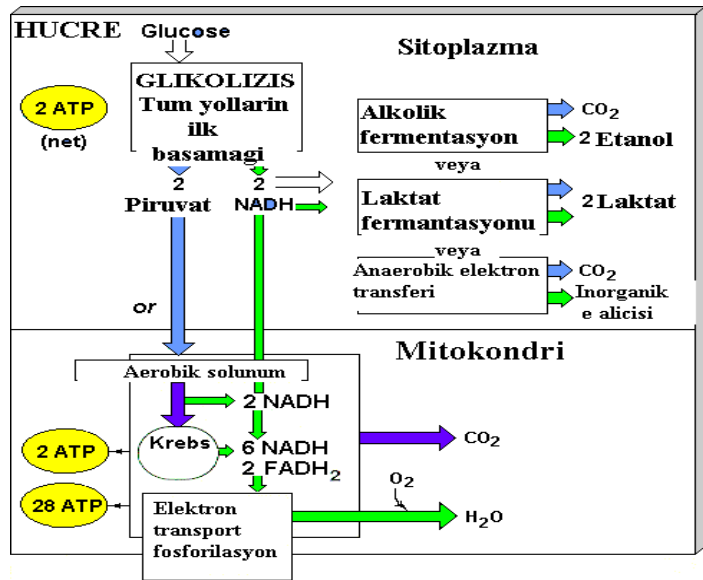 HUCRE
Glucose
Sitoplazma
GLIKOLIZIS
Tum yollarin
ilk
basamagi
2 ATP
(net)
2
Piruvat
2
NADH
Alkolik
fermentasyon
CO₂
2 Etanol
veya
Laktat
fermantasyonu
2 Laktat
veya
Anaerobik elektron
transferi
CO₂
Inorganik
e alicisi
or
Mitokondri
Aerobik solunum
2 NADH
Krebs
6 NADH
2 FADH₂
2 ATP
CO₂
28 ATP
Elektron
transport
fosforilasyon
O₂
H₂O